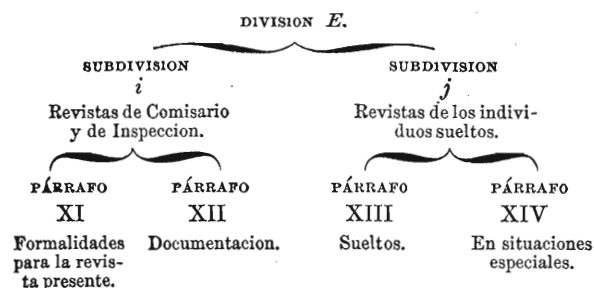 DIVISION E.
SUBDIVISION
i
Revistas de Comisario
y de Inspeccion.
SUBDIVISION
j
Revistas de los indivi-
duos sueltos.
PÁRRAFO
XI
Formalidades
para la revis-
ta presente.
PÁRRAFO
XII
Documentacion.
PÁRRAFO
XIII
Sueltos.
PÁRRAFO
XIV
En situaciones
especiales.